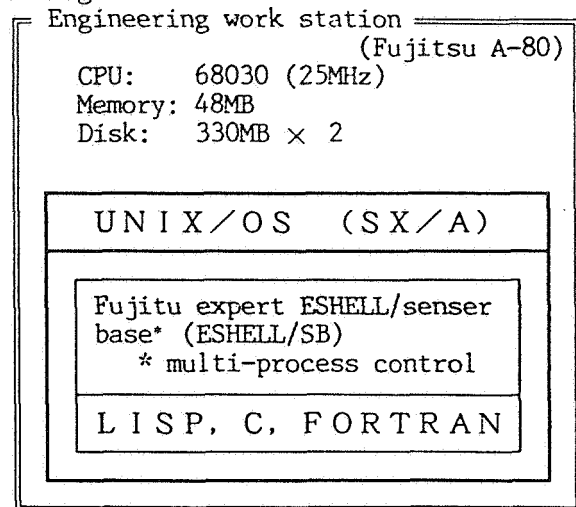 Engineering work station
(Fujitsu A-80)
CPU: 68030 (25MHz)
Memory: 48MB
Disk: 330MB × 2
UNIX/OS (SX/A)
Fujitu expert ESHELL/senser
base* (ESHELL/SB)
* multi-process control
LISP, C, FORTRAN